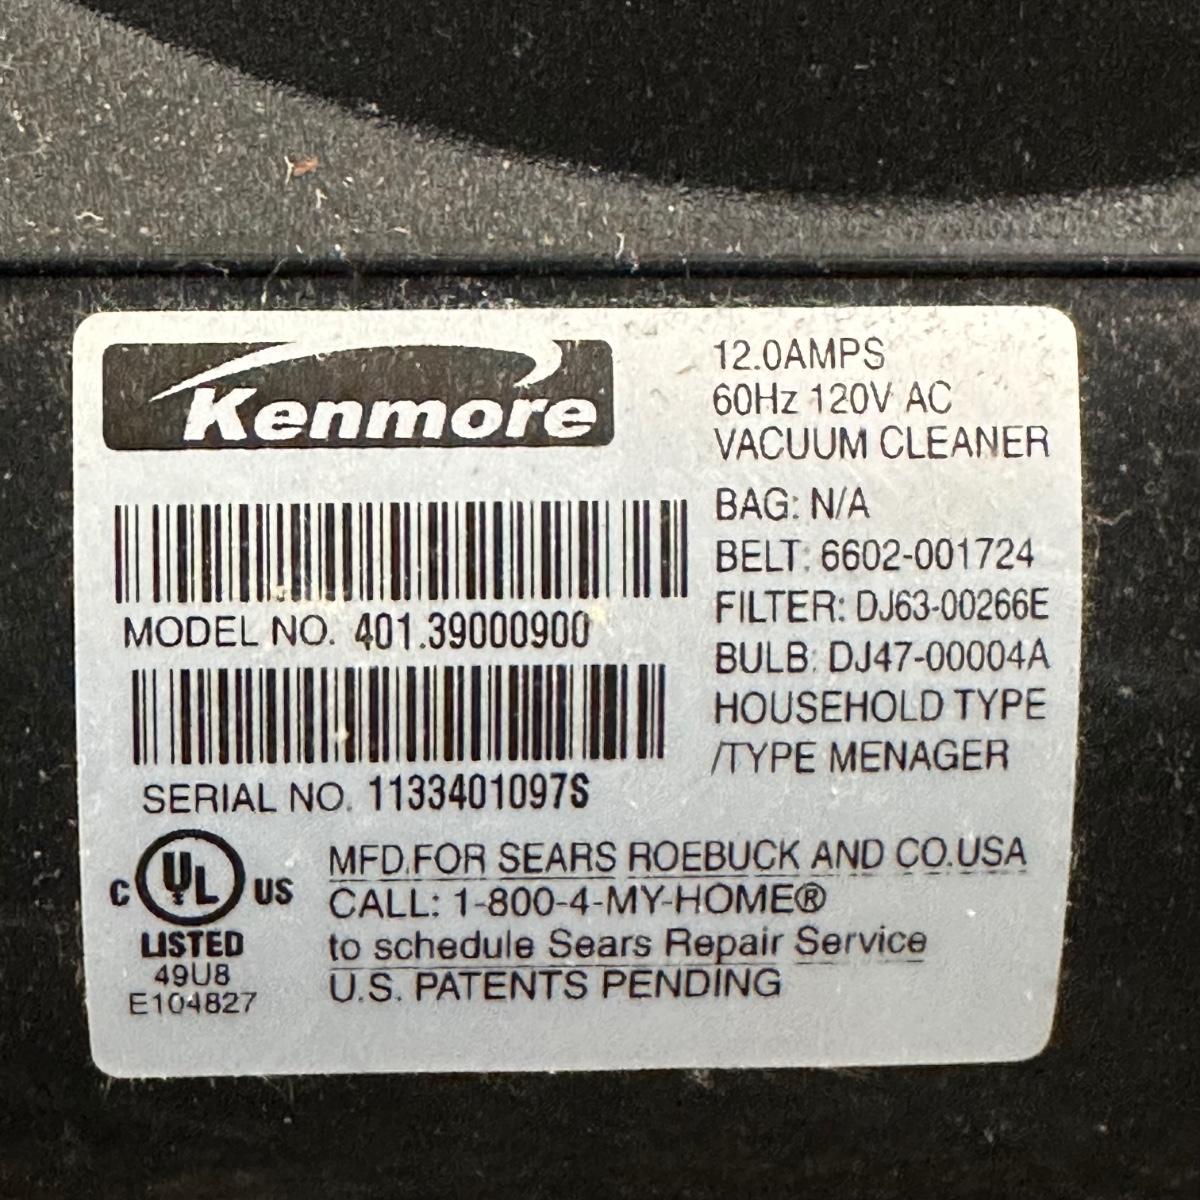 Kenmore
12.0AMPS
60Hz 120V AC
VACUUM CLEANER
BAG: N/A
BELT: 6602-001724
FILTER: DJ63-00266E
BULB: DJ47-00004A
HOUSEHOLD TYPE
/TYPE MENAGER
MODEL NO. 401.39000900
SERIAL NO. 1133401097S
C UL US
LISTED
49U8
E104827
MFD.FOR SEARS ROEBUCK AND CO.USA
CALL: 1-800-4-MY-HOME®
to schedule Sears Repair Service
U.S. PATENTS PENDING